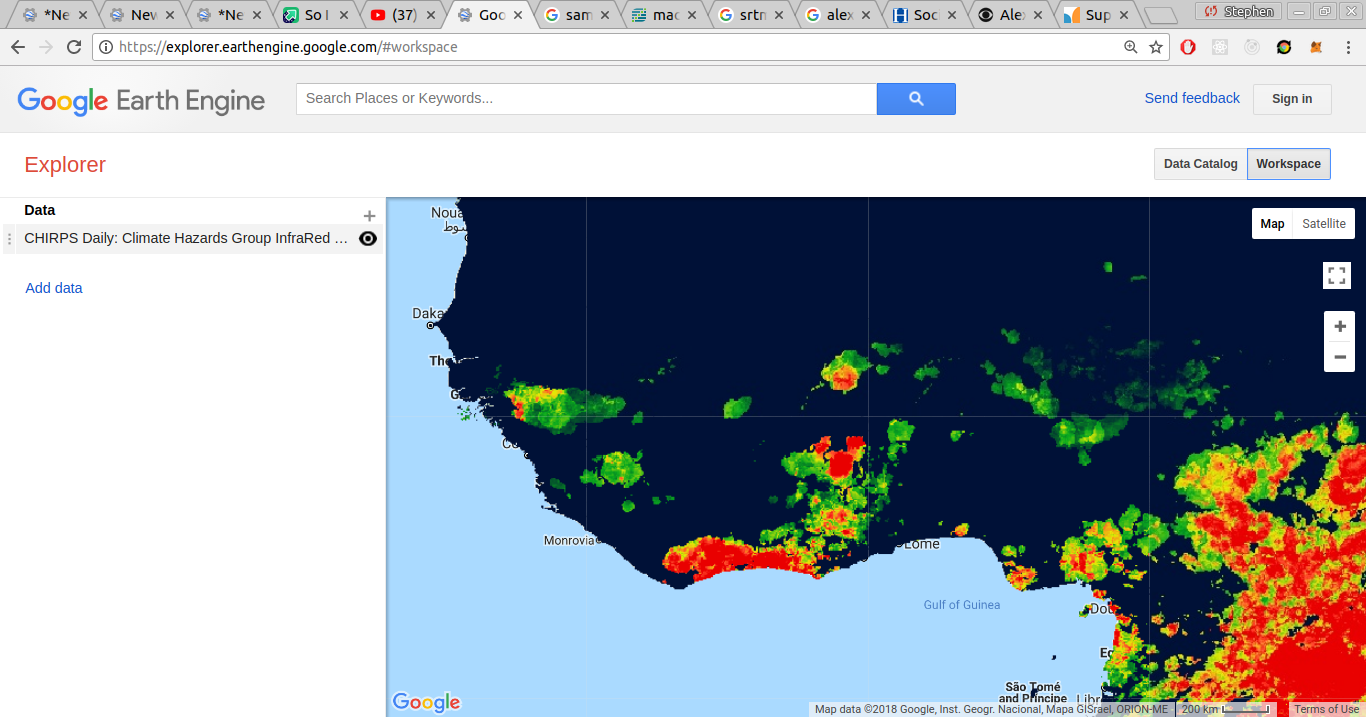 *Ne
New
*Ne
So I
(37)
Goo
sam
mac
srtn
alex
Soci
Alex
Sup
Stephen
https://explorer.earthengine.google.com/#workspace
Google Earth Engine
Search Places or Keywords...
Send feedback
Sign in
Explorer
Data Catalog
Workspace
Data
CHIRPS Daily: Climate Hazards Group InfraRed ...
Add data
Map
Satellite
Noua
Daka
The
G
Co
Monrovia
Lome
Gulf of Guinea
Dou
Eq
São Tomé
and Príncipe
Libr
Google
Map data ©2018 Google, Inst. Geogr. Nacional, Mapa GISrael, ORION-ME
200 km
Terms of Use